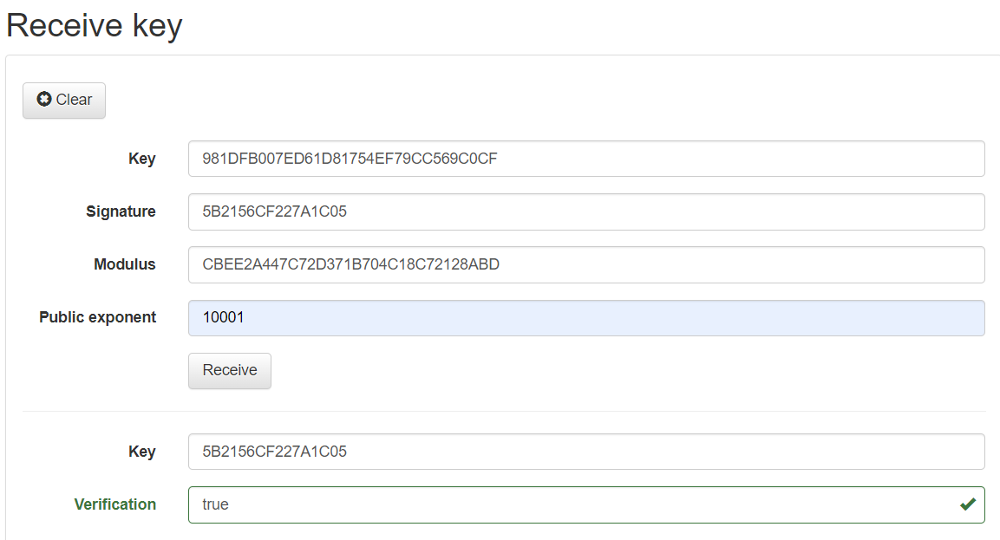 Receive key
Clear
Key 981DFB007ED61D81754EF79CC569C0CF
Signature 5B2156CF227A1C05
Modulus CBEE2A447C72D371B704C18C72128ABD
Public exponent 10001
Receive
Key 5B2156CF227A1C05
Verification true